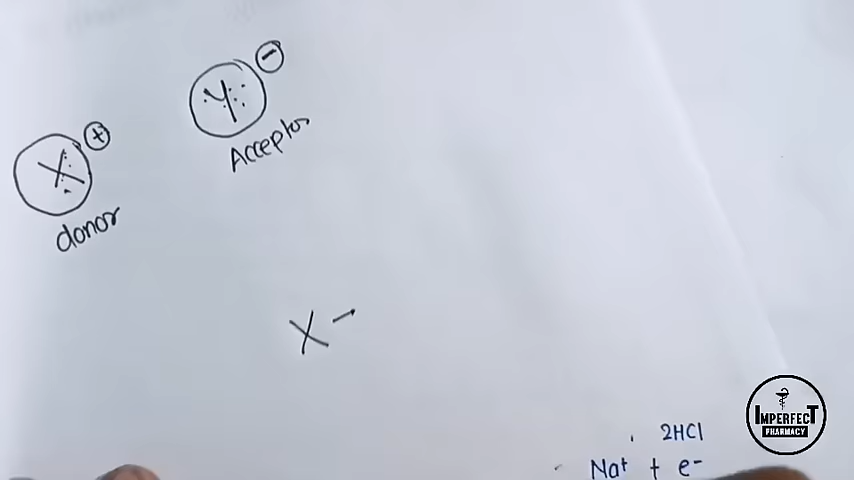 Y: −
Acceptor
X +
donor
X →
2HCl
Na⁺ + e⁻
IMPERFECT
PHARMACY